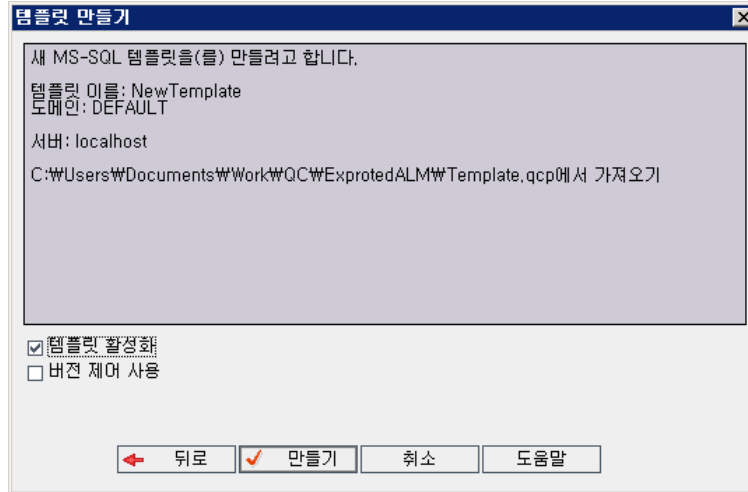 템플릿 만들기
새 MS-SQL 템플릿을(를) 만들려고 합니다.
템플릿 이름: NewTemplate
도메인: DEFAULT
서버: localhost
C:₩Users₩Documents₩Work₩QC₩ExprotedALM₩Template.qcp에서 가져오기
템플릿 활성화
버전 제어 사용
뒤로 만들기 취소 도움말